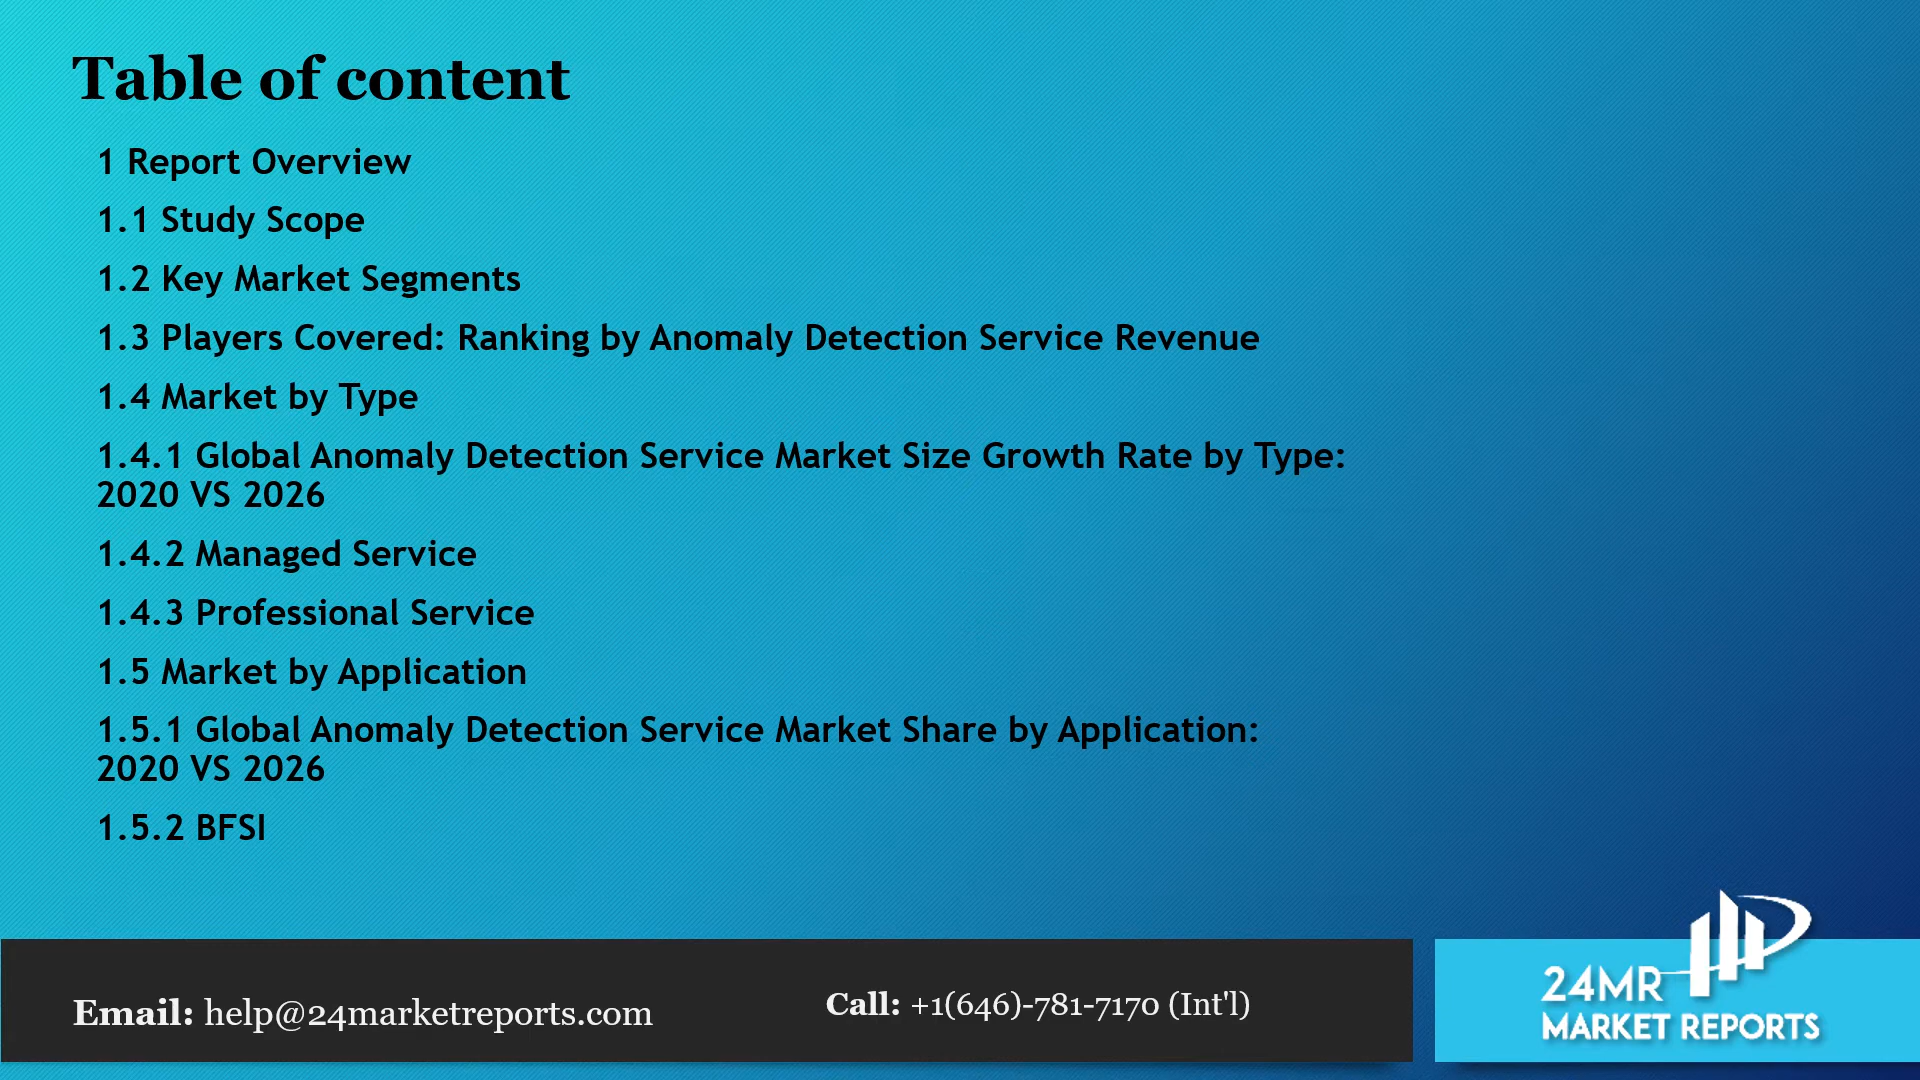 Table of content
1 Report Overview
1.1 Study Scope
1.2 Key Market Segments
1.3 Players Covered: Ranking by Anomaly Detection Service Revenue
1.4 Market by Type
1.4.1 Global Anomaly Detection Service Market Size Growth Rate by Type:
2020 VS 2026
1.4.2 Managed Service
1.4.3 Professional Service
1.5 Market by Application
1.5.1 Global Anomaly Detection Service Market Share by Application:
2020 VS 2026
1.5.2 BFSI
Email: help@24marketreports.com
Call: +1(646)-781-7170 (Int'l)
24MR
MARKET REPORTS